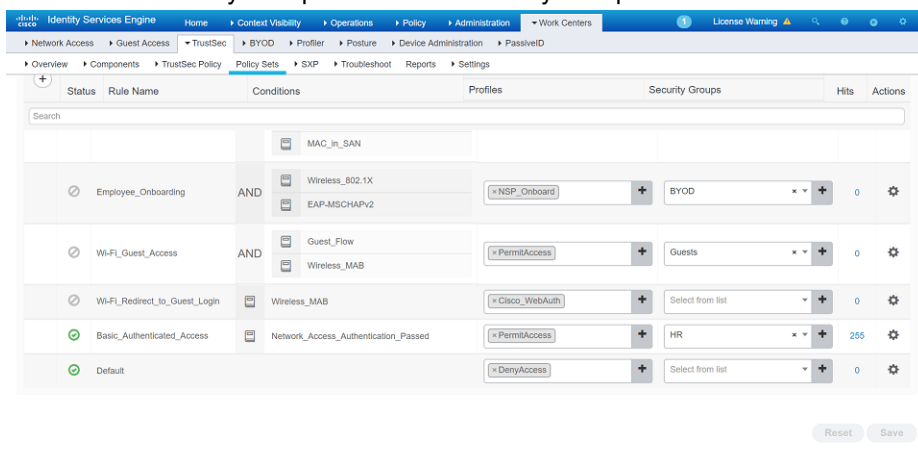 cisco Identity Services Engine Home Context Visibility Operations Policy Administration Work Centers 1 License Warning
Network Access Guest Access TrustSec BYOD Profiler Posture Device Administration PassiveID
Overview Components TrustSec Policy Policy Sets SXP Troubleshoot Reports Settings
+ Status Rule Name Conditions Profiles Security Groups Hits Actions
Search
MAC_in_SAN
Employee_Onboarding AND Wireless_802.1X EAP-MSCHAPv2 × NSP_Onboard + BYOD × + 0
Wi-Fi_Guest_Access AND Guest_Flow Wireless_MAB × PermitAccess + Guests × + 0
Wi-Fi_Redirect_to_Guest_Login Wireless_MAB × Cisco_WebAuth + Select from list + 0
Basic_Authenticated_Access Network_Access_Authentication_Passed × PermitAccess + HR × + 255
Default × DenyAccess + Select from list + 0
Reset Save